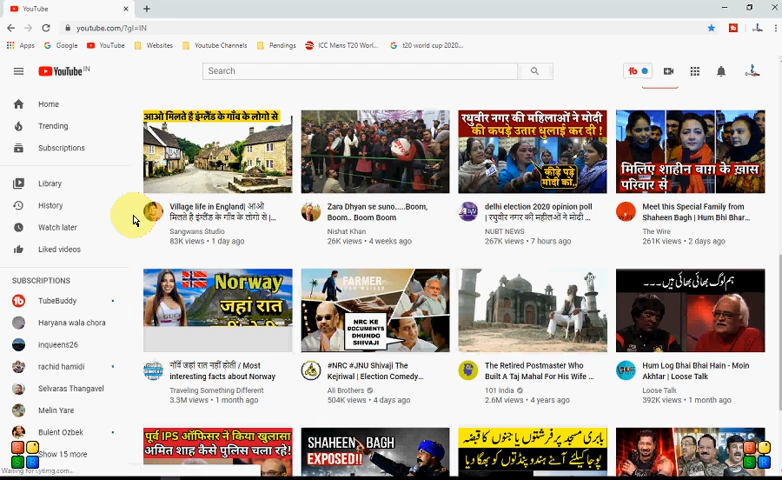 YouTube
youtube.com/?gl=IN
Apps Google YouTube Websites Youtube Channels Pendings ICC Mens T20 Worl... t20 world cup 2020...
YouTube IN
Search
Home
Trending
Subscriptions
Library
History
Watch later
Liked videos
SUBSCRIPTIONS
TubeBuddy
Haryana wala chora
inqueens26
rachid hamidi
Selvaras Thangavel
Melin Yare
Bulent Ozbek
Show 15 more
Waiting for i.ytimg.com...
आओ मिलते है इंग्लैंड के गाँव के लोगो से
Village life in England| आओ
मिलते है इंग्लैंड के गाँव के लोगो से |...
Sangwans Studio
83K views • 1 day ago
Zara Dhyan se suno.....Boom,
Boom.. Boom Boom
Nishat Khan
26K views • 4 weeks ago
रघुवीर नगर की महिलाओं ने मोदी
की कपड़े उतार धुलाई कर दी !
कीड़े पड़े
मोदी को..
delhi election 2020 opinion poll
| रघुवीर नगर की महीलाओं ने मोदी...
NUBT NEWS
267K views • 7 hours ago
मिलिए शाहीन बाग़ के ख़ास
परिवार से
Meet this Special Family from
Shaheen Bagh | Hum Bhi Bhar...
The Wire
261K views • 2 days ago
Norway
जहां रात
नॉर्वे जहां रात नहीं होती / Most
interesting facts about Norway
Traveling Something Different
3.3M views • 1 month ago
FARMER
NRC KE
DOCUMENTS
DHUNDO
SHIVAJI
#NRC #JNU Shivaji The
Kejriwal | Election Comedy...
Ali Brothers
504K views • 4 days ago
The Retired Postmaster Who
Built A Taj Mahal For His Wife ...
101 India
2.6M views • 4 years ago
ہم لوگ بھائی بھائی ہیں...
Hum Log Bhai Bhai Hain - Moin
Akhtar | Loose Talk
Loose Talk
392K views • 1 month ago
पूर्व IPS ऑफिसर ने किया खुलासा
अमित शाह कैसे पुलिस चला रहे!
SHAHEEN BAGH
EXPOSED!!